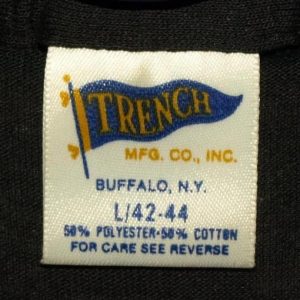 TRENCH
MFG. CO., INC.
BUFFALO, N.Y.
L/42-44
50% POLYESTER-50% COTTON
FOR CARE SEE REVERSE